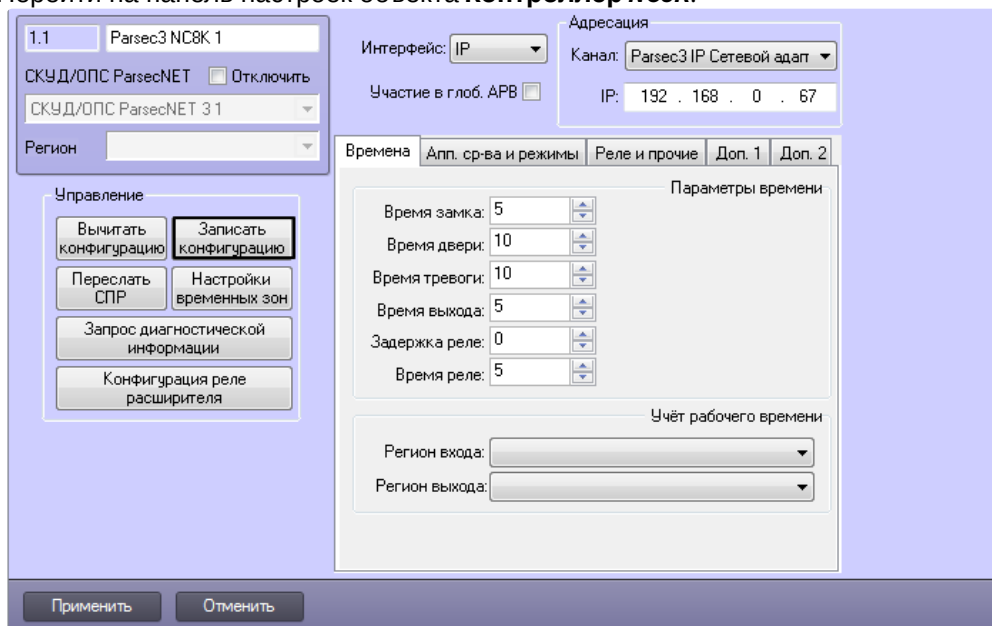 1.1 Parsec3 NC8K 1
СКУД/ОПС ParsecNET Отключить
СКУД/ОПС ParsecNET 3 1
Регион
Управление
Вычитать конфигурацию
Записать конфигурацию
Переслать СПР
Настройки временных зон
Запрос диагностической информации
Конфигурация реле расширителя
Интерфейс: IP
Участие в глоб. АРВ
Адресация
Канал: Parsec3 IP Сетевой адап
IP: 192 . 168 . 0 . 67
Времена Апп. ср-ва и режимы Реле и прочие Доп. 1 Доп. 2
Параметры времени
Время замка: 5
Время двери: 10
Время тревоги: 10
Время выхода: 5
Задержка реле: 0
Время реле: 5
Учёт рабочего времени
Регион входа:
Регион выхода:
Применить Отменить